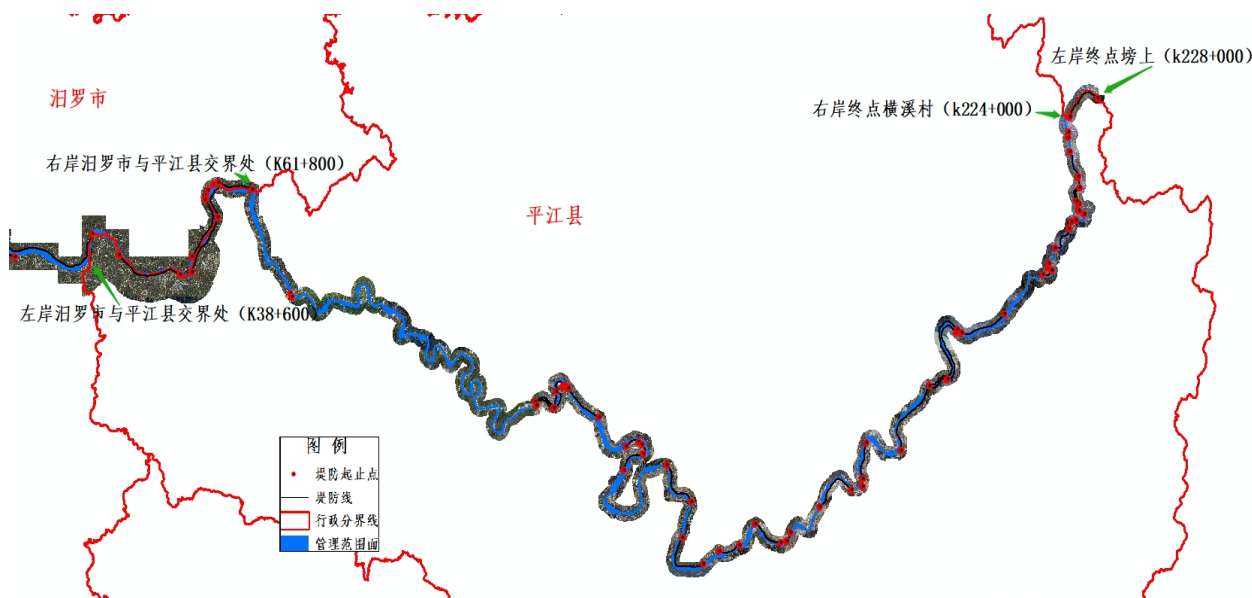 左岸终点塝上（k228+000）
汨罗市
右岸终点横溪村（k224+000）
右岸汨罗市与平江县交界处（K61+800）
平江县
左岸汨罗市与平江县交界处（K38+600）
图 例
堤防起止点
堤防线
行政分界线
管理范围面